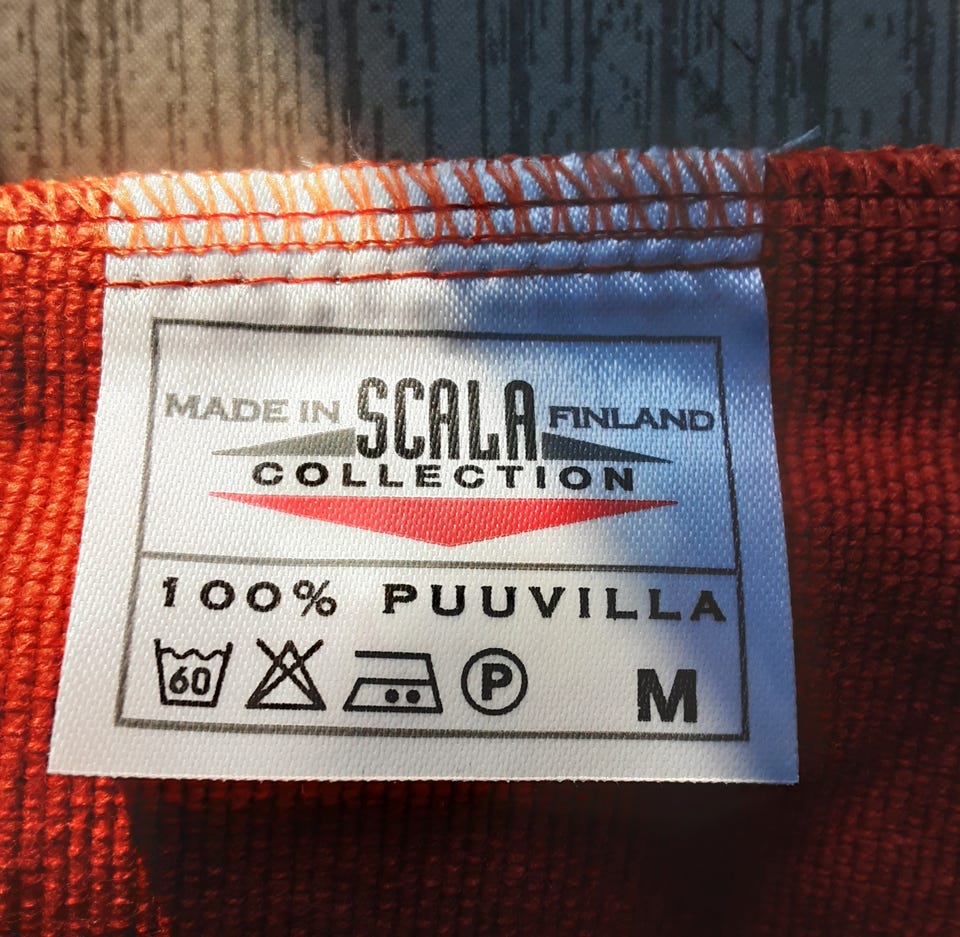 MADE IN SCALA FINLAND
COLLECTION
100% PUUVILLA
60 P M